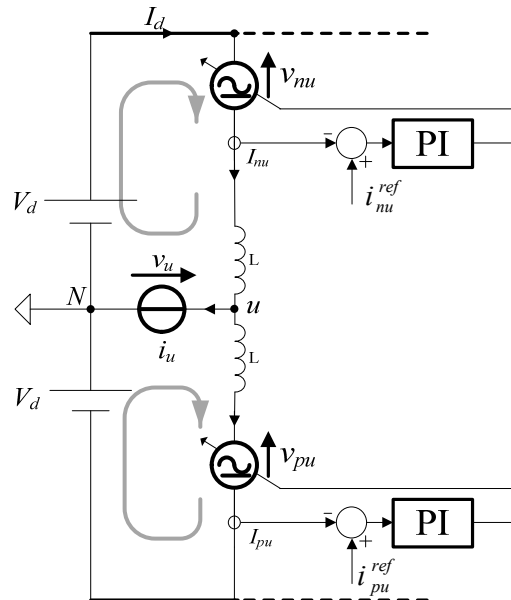 I_d
v_nu
I_nu
PI
i_nu^ref
V_d
L
v_u
N
u
i_u
L
V_d
v_pu
I_pu
PI
i_pu^ref